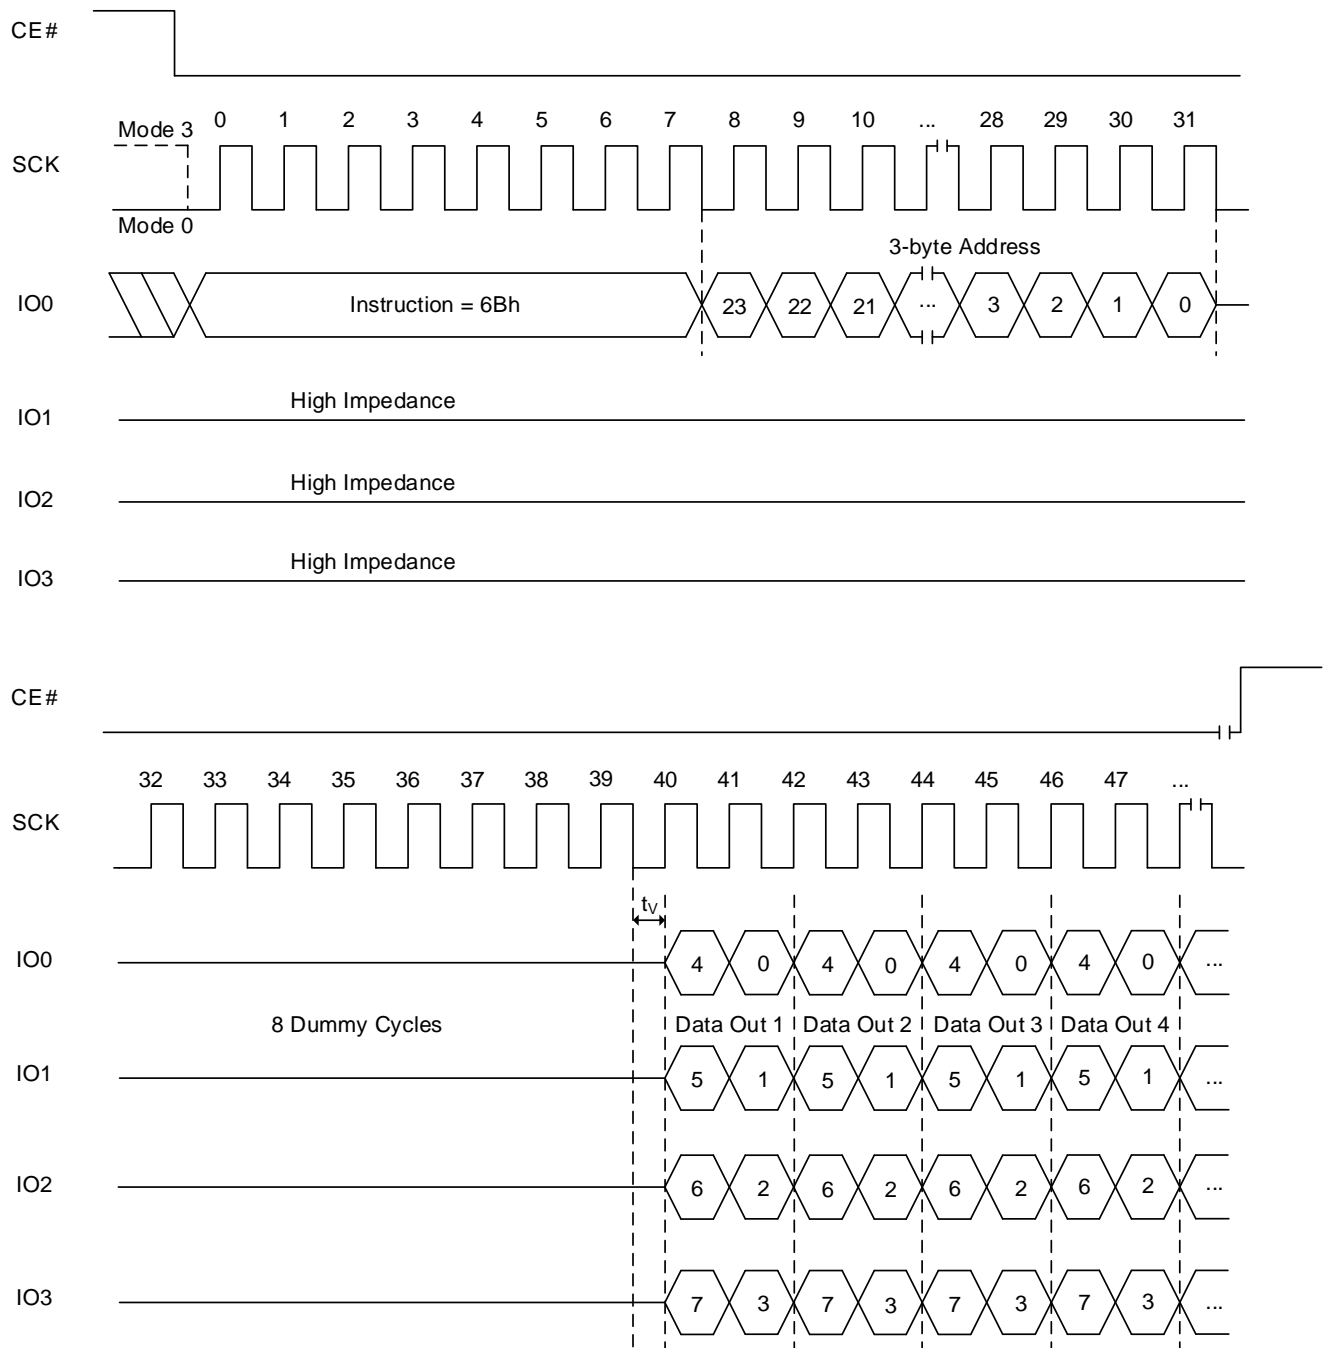 CE#
Mode 3 0 1 2 3 4 5 6 7 8 9 10 ... 28 29 30 31
SCK
Mode 0
3-byte Address
IO0 Instruction = 6Bh 23 22 21 ... 3 2 1 0
High Impedance
IO1
High Impedance
IO2
High Impedance
IO3
CE#
32 33 34 35 36 37 38 39 40 41 42 43 44 45 46 47 ...
SCK
tV
IO0 4 0 4 0 4 0 4 0 ...
8 Dummy Cycles Data Out 1 Data Out 2 Data Out 3 Data Out 4
IO1 5 1 5 1 5 1 5 1 ...
IO2 6 2 6 2 6 2 6 2 ...
IO3 7 3 7 3 7 3 7 3 ...